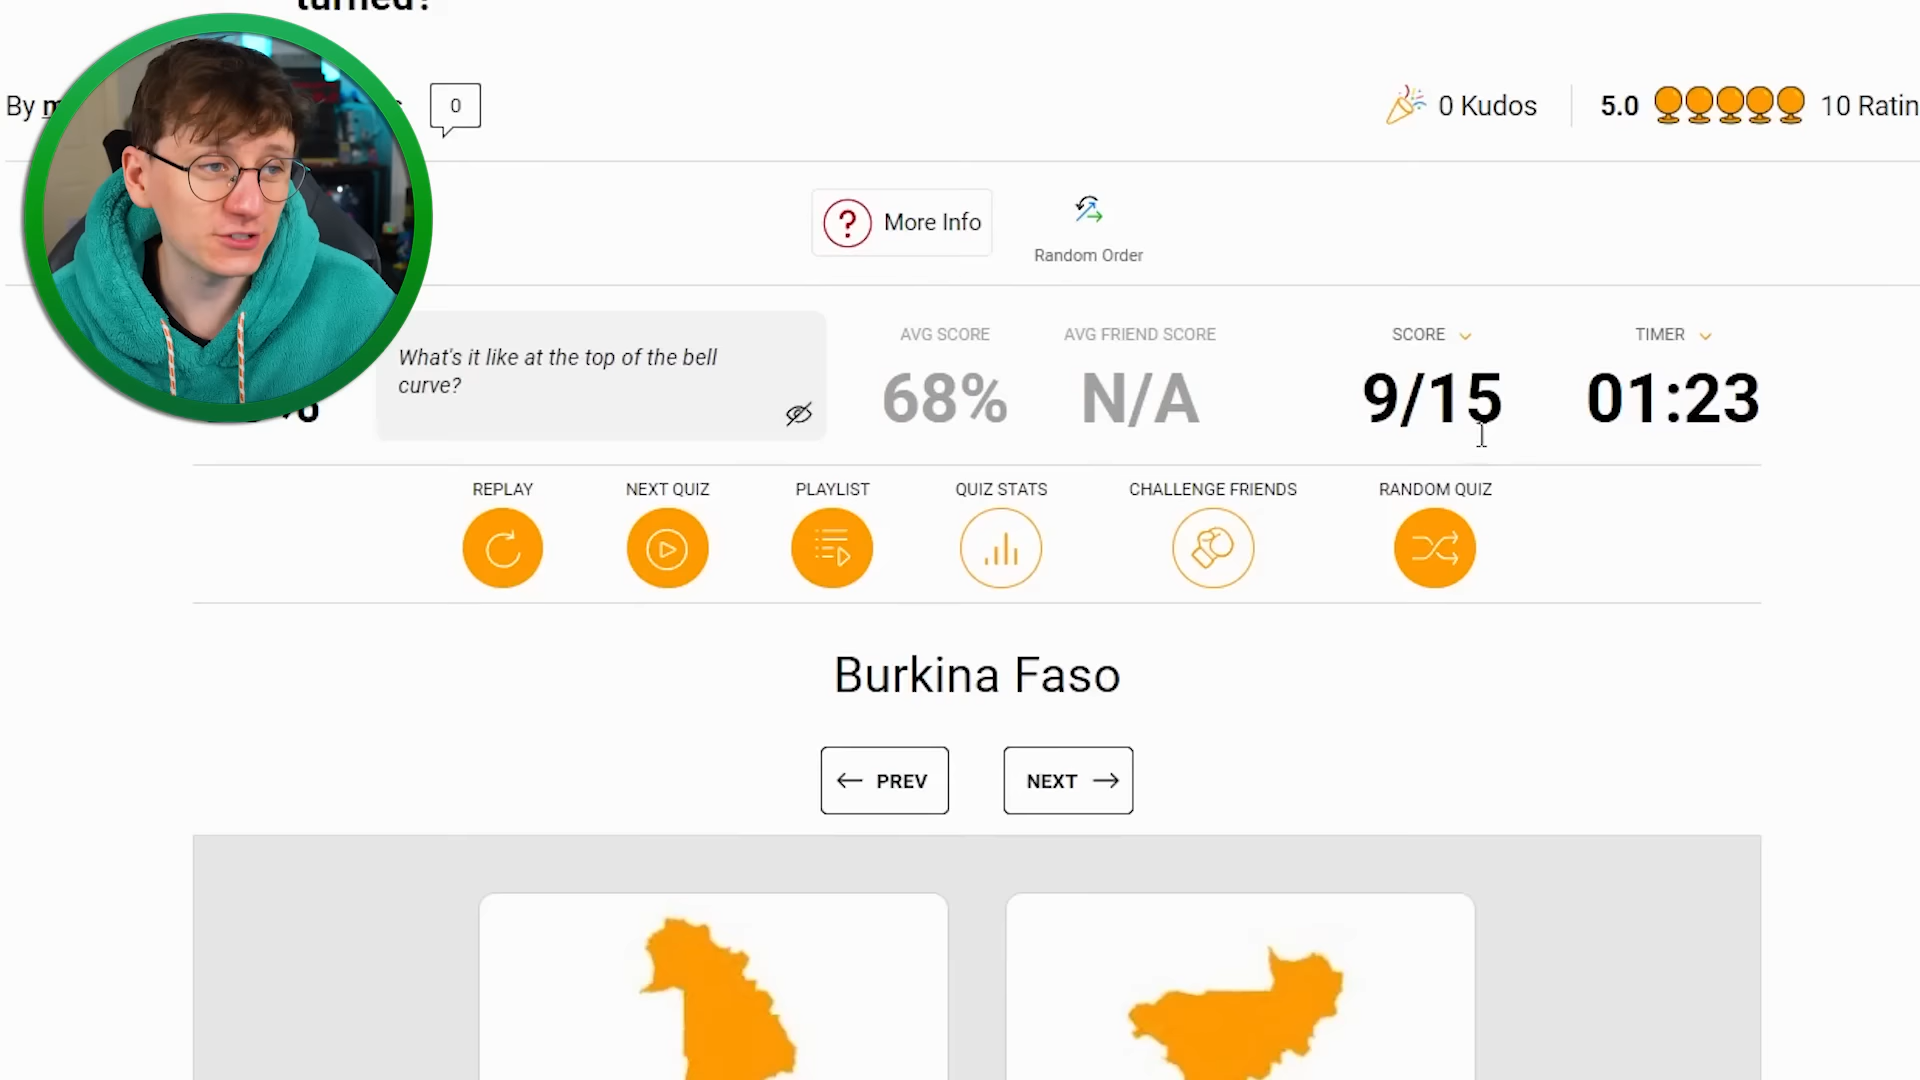 turned?
By
0
0 Kudos
5.0
10 Ratin
More Info
Random Order
What's it like at the top of the bell
curve?
AVG SCORE
68%
AVG FRIEND SCORE
N/A
SCORE
9/15
TIMER
01:23
REPLAY
NEXT QUIZ
PLAYLIST
QUIZ STATS
CHALLENGE FRIENDS
RANDOM QUIZ
Burkina Faso
PREV
NEXT